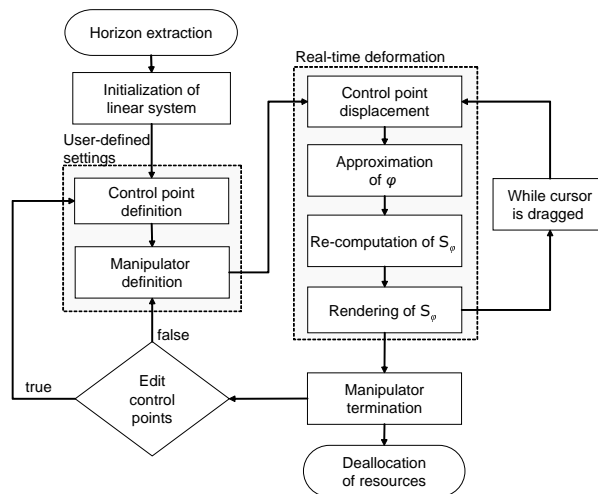 Horizon extraction
Initialization of
linear system
User-defined
settings
Control point
definition
Manipulator
definition
Real-time deformation
Control point
displacement
Approximation
of φ
Re-computation of Sφ
Rendering of Sφ
While cursor
is dragged
false
true
Edit
control
points
Manipulator
termination
Deallocation
of resources